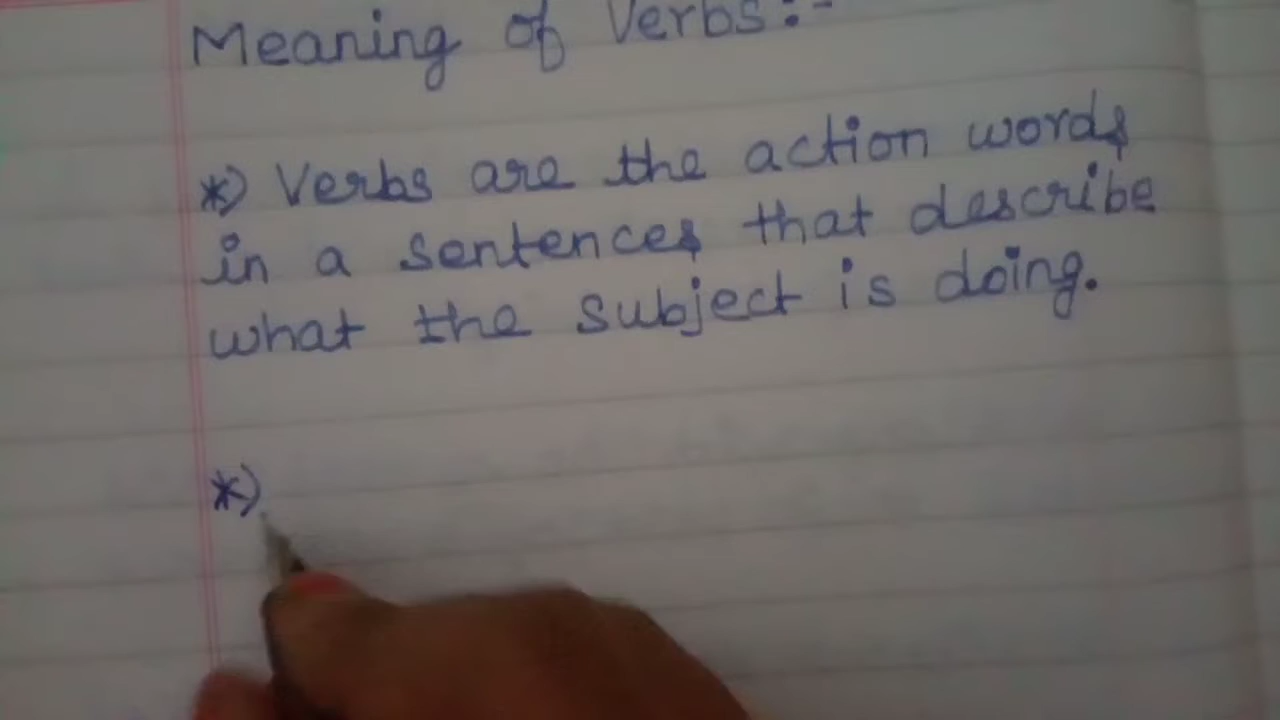 Meaning of Verbs:-
*) Verbs are the action words
in a sentences that describe
what the subject is doing.
*)